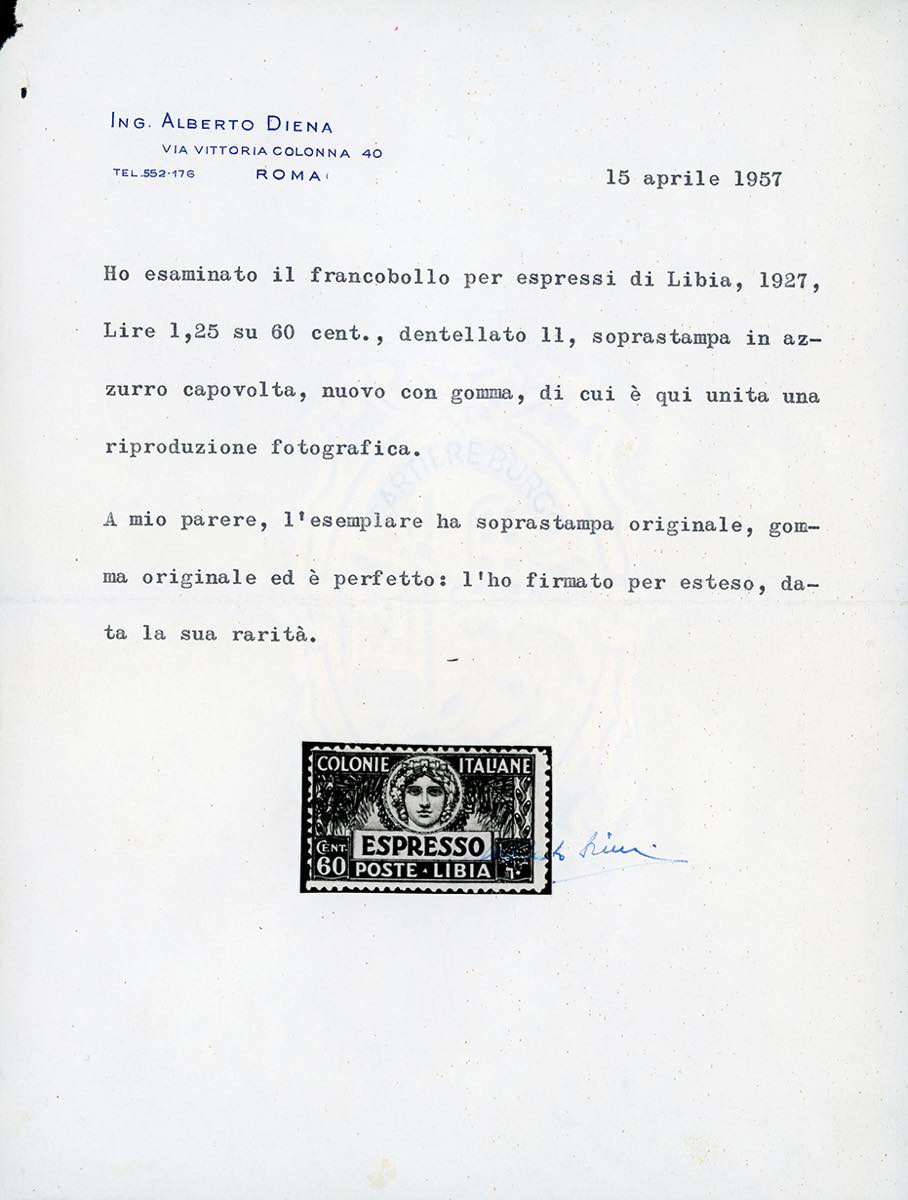 ING. ALBERTO DIENA
VIA VITTORIA COLONNA 40
TEL. 552-176 ROMA
15 aprile 1957
Ho esaminato il francobollo per espressi di Libia, 1927,
Lire 1,25 su 60 cent., dentellato 11, soprastampa in az–
zurro capovolta, nuovo con gomma, di cui è qui unita una
riproduzione fotografica.
A mio parere, l'esemplare ha soprastampa originale, gom–
ma originale ed è perfetto: l'ho firmato per esteso, da–
ta la sua rarità.
COLONIE ITALIANE
ESPRESSO
CENT. 60
POSTE · LIBIA